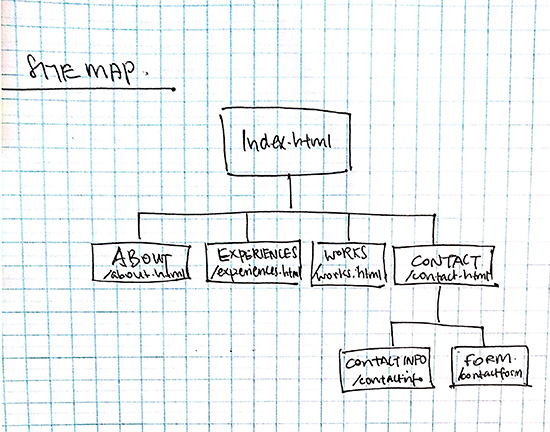 SITE MAP.
Index.html
ABOUT
/about.html
EXPERIENCES
/experiences.html
WORKS
/works.html
CONTACT
/contact.html
CONTACT INFO
/contactinfo
FORM.
/contactform